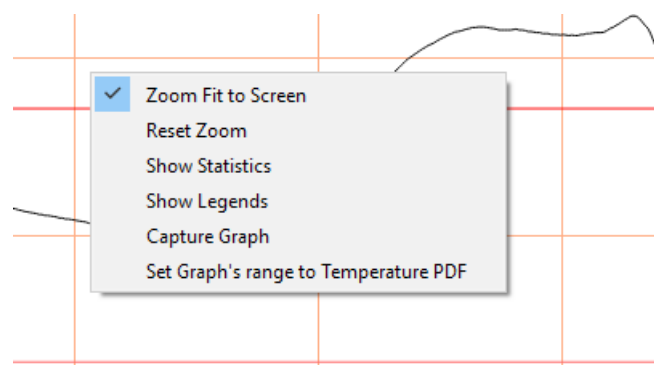 Zoom Fit to Screen
Reset Zoom
Show Statistics
Show Legends
Capture Graph
Set Graph's range to Temperature PDF